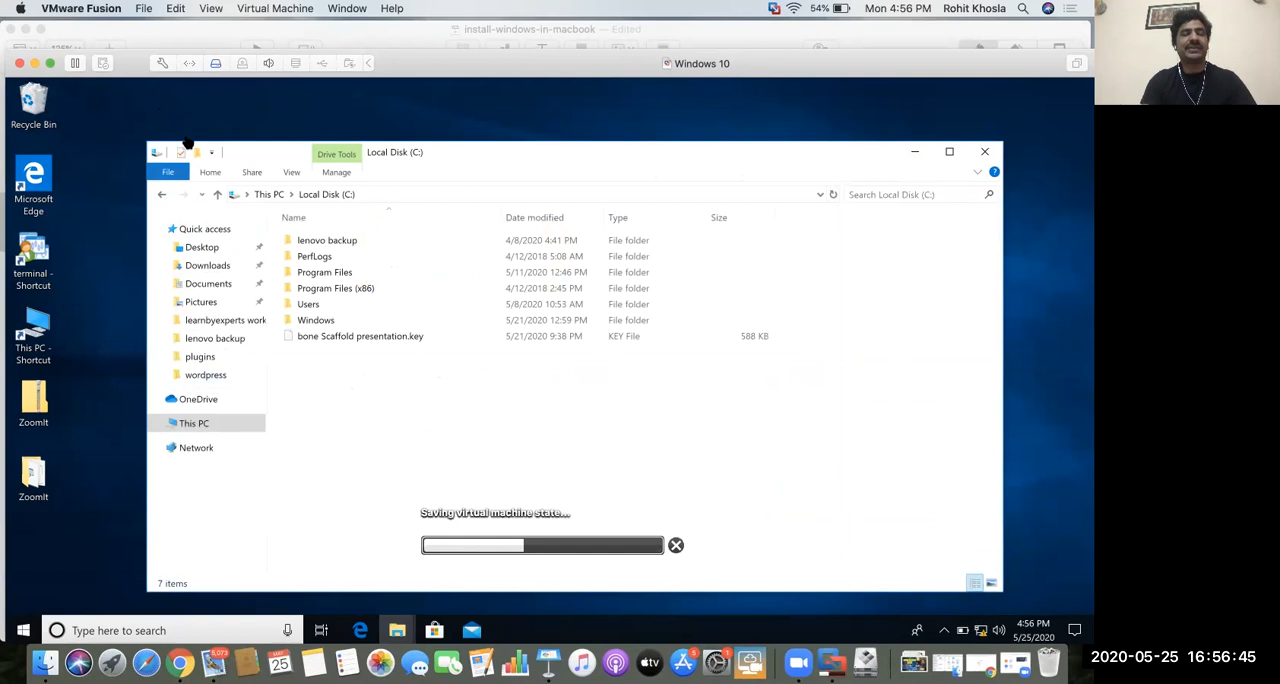 VMware Fusion File Edit View Virtual Machine Window Help 54% Mon 4:56 PM Rohit Khosla
install-windows-in-macbook — Edited
Windows 10
Recycle Bin
Microsoft
Edge
terminal -
Shortcut
This PC -
Shortcut
ZoomIt
ZoomIt
Drive Tools Local Disk (C:)
File Home Share View Manage
This PC Local Disk (C:) Search Local Disk (C:)
Name Date modified Type Size
Quick access
Desktop
Downloads
Documents
Pictures
learnbyexperts work
lenovo backup
plugins
wordpress
OneDrive
This PC
Network
lenovo backup 4/8/2020 4:41 PM File folder
PerfLogs 4/12/2018 5:08 AM File folder
Program Files 5/11/2020 12:46 PM File folder
Program Files (x86) 4/12/2018 2:45 PM File folder
Users 5/8/2020 10:53 AM File folder
Windows 5/21/2020 12:59 PM File folder
bone Scaffold presentation.key 5/21/2020 9:38 PM KEY File 588 KB
Saving virtual machine state...
7 items
Type here to search
4:56 PM
5/25/2020
5,073
MAY
25
tv
5
1
2020-05-25 16:56:45